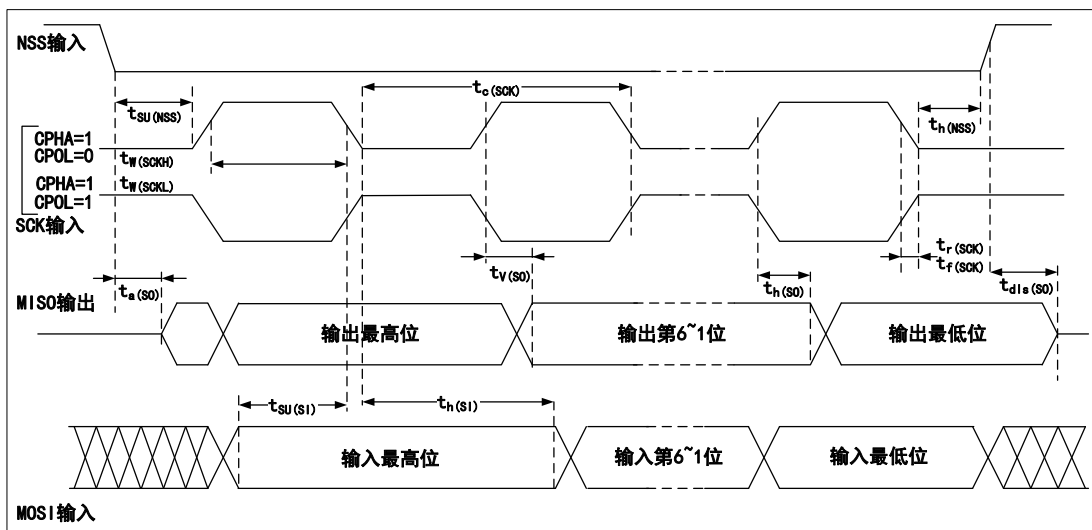 NSS输入
tc(SCK)
tSU(NSS)
th(NSS)
CPHA=1
CPOL=0
tW(SCKH)
CPHA=1
CPOL=1
tW(SCKL)
SCK输入
tr(SCK)
tf(SCK)
ta(SO)
tV(SO)
th(SO)
tdis(SO)
MISO输出
输出最高位
输出第6~1位
输出最低位
tSU(SI)
th(SI)
输入最高位
输入第6~1位
输入最低位
MOSI输入